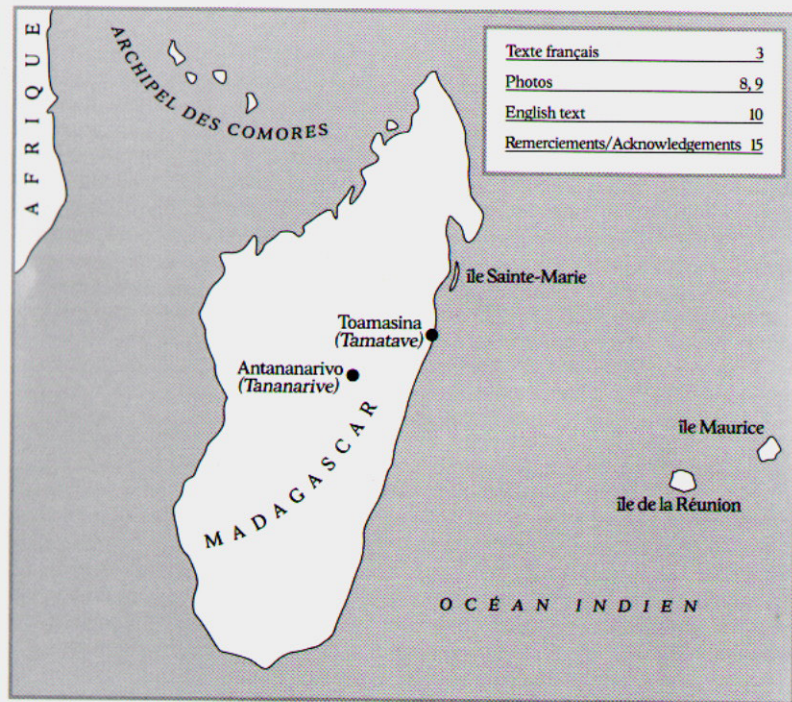 AFRIQUE
ARCHIPEL DES COMORES
Texte français 3
Photos 8, 9
English text 10
Remerciements/Acknowledgements 15
île Sainte-Marie
Toamasina
(Tamatave)
Antananarivo
(Tananarive)
MADAGASCAR
île Maurice
île de la Réunion
OCÉAN INDIEN